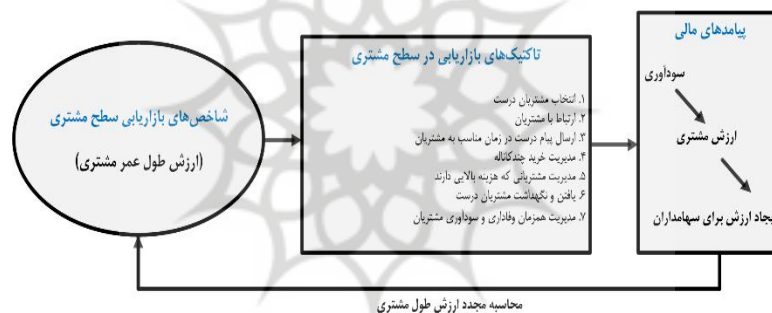 پیامدهای مالی
سودآوری
ارزش مشتری
یجاد ارزش برای سهامداران
تاکتیک‌های بازاریابی در سطح مشتری
۱. انتخاب مشتریان درست
۲. ارتباط با مشتریان
۳. ارسال پیام درست در زمان مناسب به مشتریان
۴. مدیریت خرید چندکاناله
۵. مدیریت مشتریانی که هزینه بالایی دارند
۶. یافتن و نگهداشت مشتریان درست
۷. مدیریت همزمان وفاداری و سودآوری مشتریان
شاخص‌های بازاریابی سطح مشتری
(ارزش طول عمر مشتری)
محاسبه مجدد ارزش طول مشتری